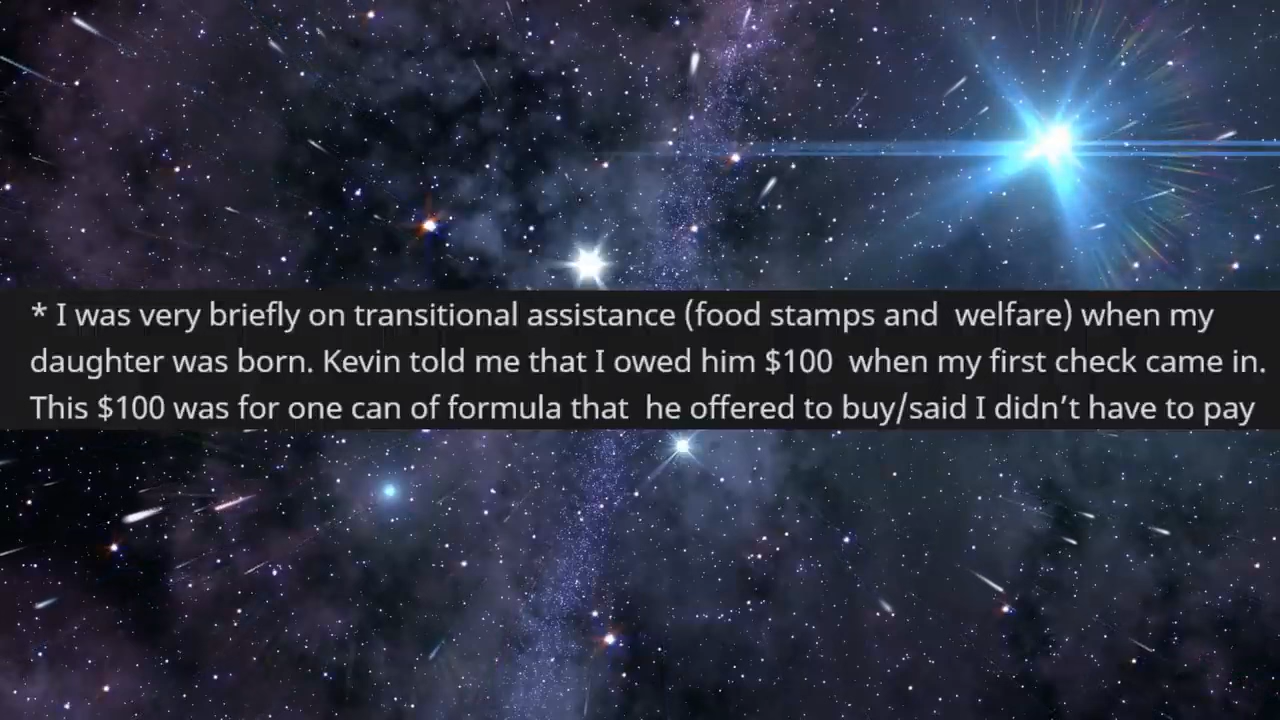 * I was very briefly on transitional assistance (food stamps and  welfare) when my
daughter was born. Kevin told me that I owed him $100  when my first check came in.
This $100 was for one can of formula that  he offered to buy/said I didn’t have to pay